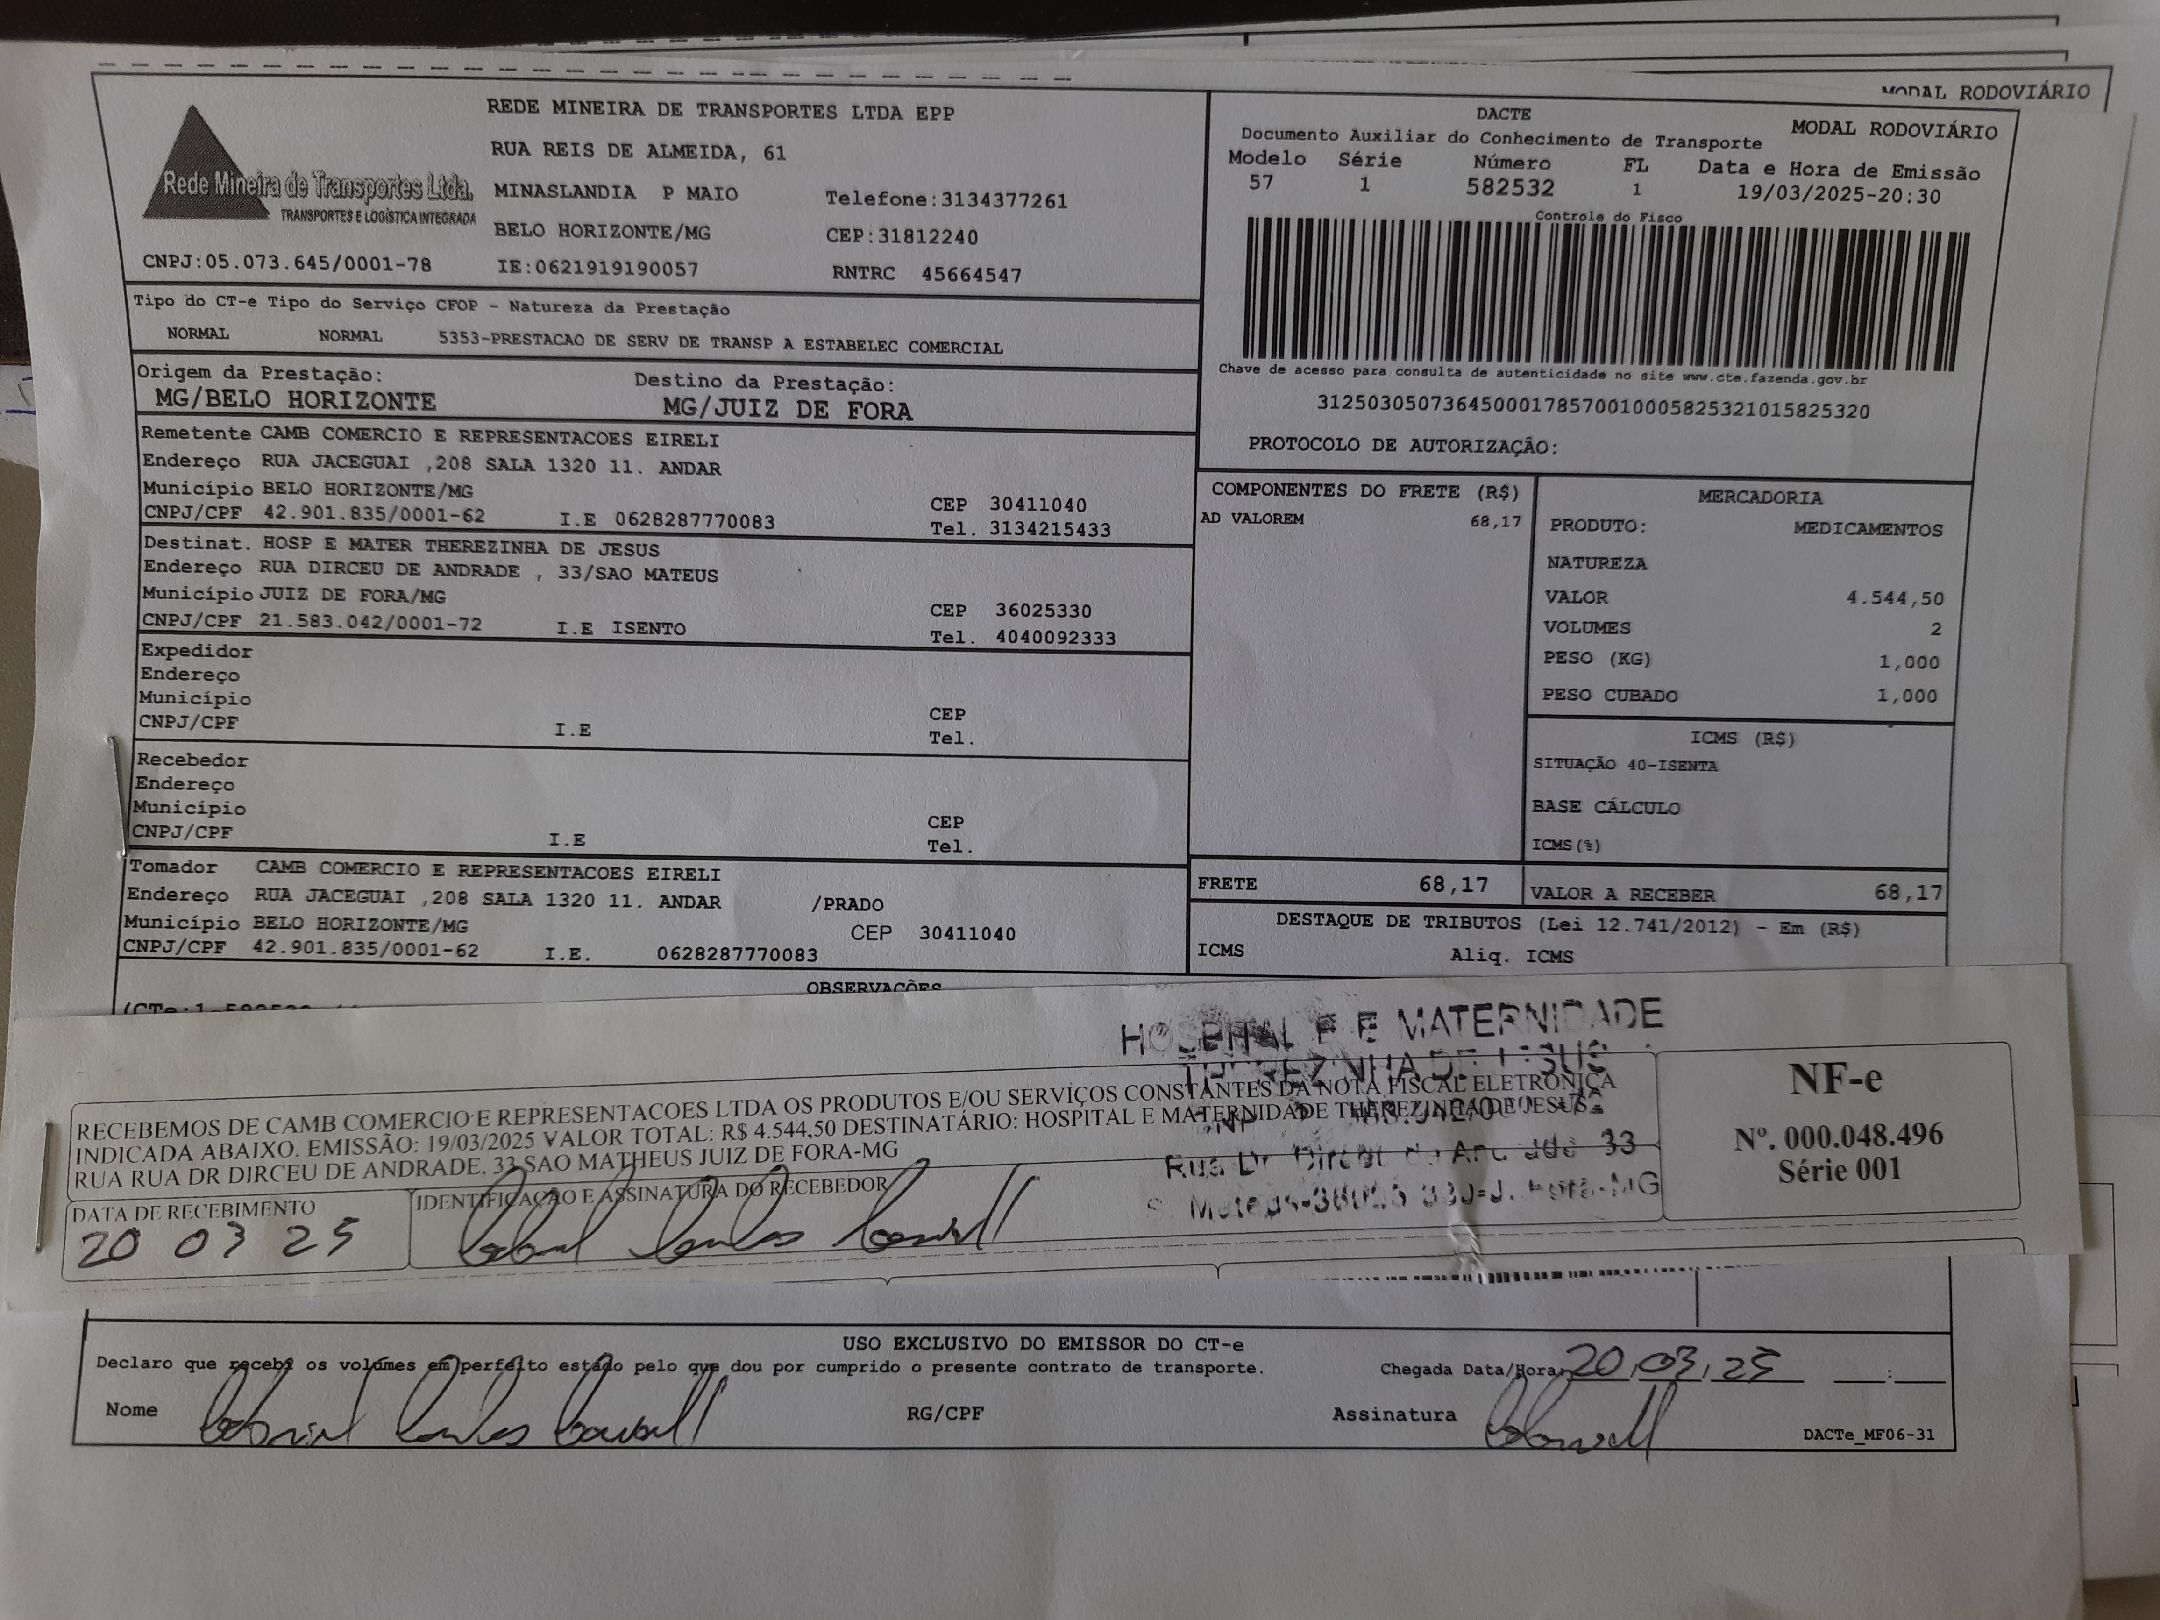 MODAL RODOVIÁRIO
REDE MINEIRA DE TRANSPORTES LTDA EPP
RUA REIS DE ALMEIDA, 61
MINASLANDIA P MAIO Telefone:3134377261
BELO HORIZONTE/MG CEP:31812240
CNPJ:05.073.645/0001-78 IE:0621919190057 RNTRC 45664547
Rede Mineira de Transportes Ltda.
TRANSPORTES E LOGÍSTICA INTEGRADA
DACTE
Documento Auxiliar do Conhecimento de Transporte MODAL RODOVIÁRIO
Modelo Série Número FL Data e Hora de Emissão
57 1 582532 1 19/03/2025-20:30
Controle do Fisco
Chave de acesso para consulta de autenticidade no site www.cte.fazenda.gov.br
31250305073645000178570010005825321015825320
PROTOCOLO DE AUTORIZAÇÃO:
Tipo do CT-e Tipo do Serviço CFOP - Natureza da Prestação
NORMAL NORMAL 5353-PRESTACAO DE SERV DE TRANSP A ESTABELEC COMERCIAL
Origem da Prestação: Destino da Prestação:
MG/BELO HORIZONTE MG/JUIZ DE FORA
Remetente CAMB COMERCIO E REPRESENTACOES EIRELI
Endereço RUA JACEGUAI ,208 SALA 1320 11. ANDAR
Município BELO HORIZONTE/MG CEP 30411040
CNPJ/CPF 42.901.835/0001-62 I.E 0628287770083 Tel. 3134215433
Destinat. HOSP E MATER THEREZINHA DE JESUS
Endereço RUA DIRCEU DE ANDRADE , 33/SAO MATEUS
Município JUIZ DE FORA/MG CEP 36025330
CNPJ/CPF 21.583.042/0001-72 I.E ISENTO Tel. 4040092333
Expedidor
Endereço
Município CEP
CNPJ/CPF I.E Tel.
Recebedor
Endereço
Município CEP
CNPJ/CPF I.E Tel.
Tomador CAMB COMERCIO E REPRESENTACOES EIRELI
Endereço RUA JACEGUAI ,208 SALA 1320 11. ANDAR /PRADO
Município BELO HORIZONTE/MG CEP 30411040
CNPJ/CPF 42.901.835/0001-62 I.E. 0628287770083
COMPONENTES DO FRETE (R$)
AD VALOREM 68,17
MERCADORIA
PRODUTO: MEDICAMENTOS
NATUREZA
VALOR 4.544,50
VOLUMES 2
PESO (KG) 1,000
PESO CUBADO 1,000
ICMS (R$)
SITUAÇÃO 40-ISENTA
BASE CÁLCULO
ICMS(%)
FRETE 68,17 VALOR A RECEBER 68,17
DESTAQUE DE TRIBUTOS (Lei 12.741/2012) - Em (R$)
ICMS Aliq. ICMS
OBSERVAÇÕES
HOSPITAL E MATERNIDADE
THEREZINHA DE JESUS
RECEBEMOS DE CAMB COMERCIO E REPRESENTACOES LTDA OS PRODUTOS E/OU SERVIÇOS CONSTANTES DA NOTA FISCAL ELETRÔNICA
INDICADA ABAIXO. EMISSÃO: 19/03/2025 VALOR TOTAL: R$ 4.544,50 DESTINATÁRIO: HOSPITAL E MATERNIDADE THEREZINHA DE JESUS -
RUA RUA DR DIRCEU DE ANDRADE, 33 SAO MATHEUS JUIZ DE FORA-MG
DATA DE RECEBIMENTO
20 03 25
IDENTIFICAÇÃO E ASSINATURA DO RECEBEDOR
NF-e
Nº. 000.048.496
Série 001
USO EXCLUSIVO DO EMISSOR DO CT-e
Declaro que recebi os volumes em perfeito estado pelo que dou por cumprido o presente contrato de transporte. Chegada Data/Hora: 20/03/25
Nome RG/CPF Assinatura
DACTe_MF06-31